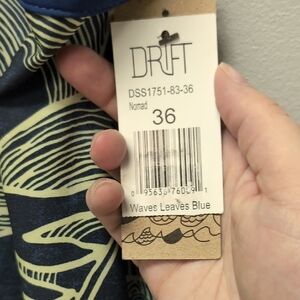 DRIFT
DSS1751-83-36
Nomad
36
Waves Leaves Blue